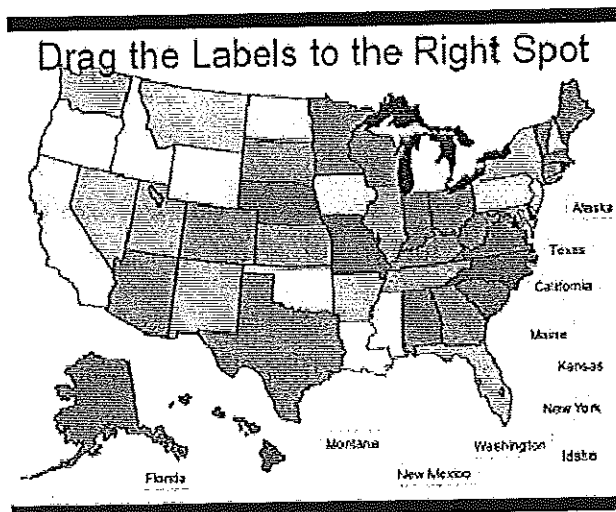 Drag the Labels to the Right Spot
Alaska
Texas
California
Maine
Kansas
New York
Montana
Washington
Idaho
Florida
New Mexico